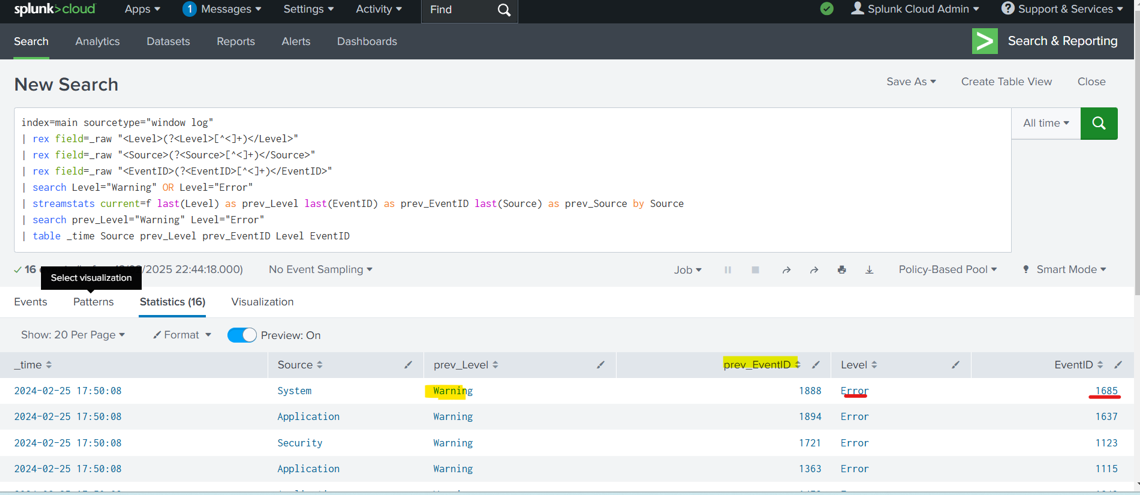 splunk>cloud Apps 1 Messages Settings Activity Find Splunk Cloud Admin Support & Services
Search Analytics Datasets Reports Alerts Dashboards Search & Reporting
New Search
Save As Create Table View Close
index=main sourcetype="window log"
| rex field=_raw "<Level>(?<Level>[^<]+)</Level>"
| rex field=_raw "<Source>(?<Source>[^<]+)</Source>"
| rex field=_raw "<EventID>(?<EventID>[^<]+)</EventID>"
| search Level="Warning" OR Level="Error"
| streamstats current=f last(Level) as prev_Level last(EventID) as prev_EventID last(Source) as prev_Source by Source
| search prev_Level="Warning" Level="Error"
| table _time Source prev_Level prev_EventID Level EventID
All time
16 /2025 22:44:18.000) No Event Sampling Job Policy-Based Pool Smart Mode
Select visualization
Events Patterns Statistics (16) Visualization
Show: 20 Per Page Format Preview: On
_time Source prev_Level prev_EventID Level EventID
2024-02-25 17:50:08 System Warning 1888 Error 1685
2024-02-25 17:50:08 Application Warning 1894 Error 1637
2024-02-25 17:50:08 Security Warning 1721 Error 1123
2024-02-25 17:50:08 Application Warning 1363 Error 1115